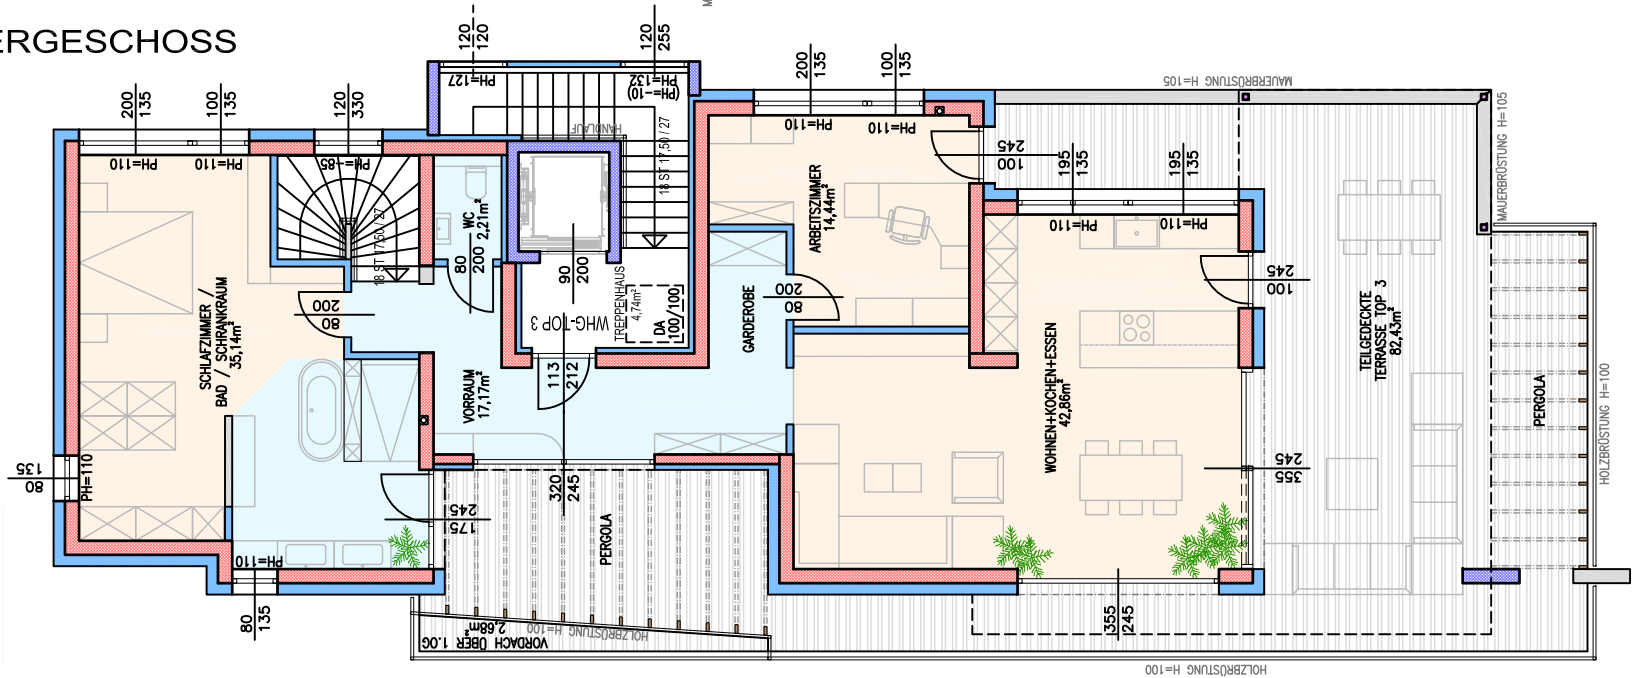 ERGESCHOSS
MAUERBRÜSTUNG H=105
MAUERBRÜSTUNG H=105
120
120
120
255
PH=127
PH=132
(PH=-10)
200
135
100
135
120
330
200
135
100
135
PH=110
PH=110
PH=-85
PH=110
PH=110
HANDLAUF
18 ST 17,50 / 27
18 ST 17,50 / 27
WC
2,21m²
80
200
90
200
ARBEITSZIMMER
14,44m²
245
100
195
135
195
135
PH=110
PH=110
SCHLAFZIMMER /
BAD / SCHRANKRAUM
35,14m²
200
80
WHG-TOP 3
TREPPENHAUS
4,74m²
DA
100/100
GARDEROBE
200
80
245
100
TEILGEDECKTE
TERRASSE TOP 3
82,43m²
VORRAUM
17,17m²
113
212
WOHNEN+KOCHEN+ESSEN
42,86m²
PERGOLA
HOLZBRÜSTUNG H=100
135
80
PH=110
320
245
245
355
245
175
PERGOLA
PH=110
80
135
VORDACH ÜBER 1.OG
2,68m²
HOLZBRÜSTUNG H=100
355
245
HOLZBRÜSTUNG H=100